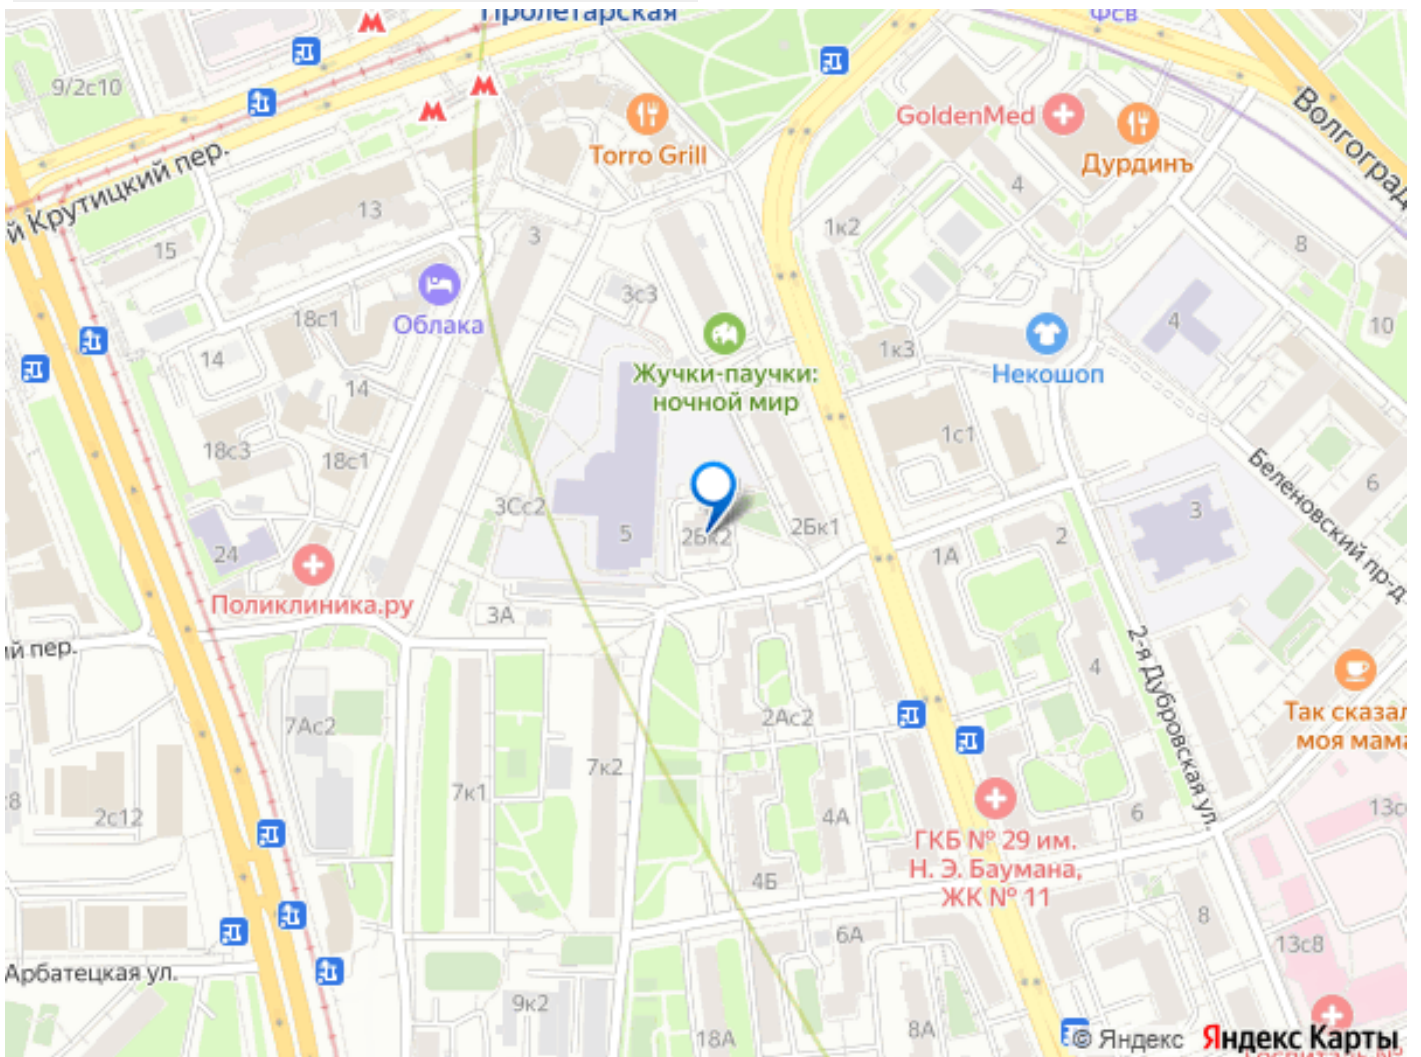 Пролетарская
Фсв
9/2с10
GoldenMed
Дурдинъ
Волгоград
Torro Grill
й Крутицкий пер.
4
13
3
1к2
15
8
3с3
18с1
Облака
4
10
14
14
1к3
Жучки-паучки:
ночной мир
Некошоп
18с3
18с1
1с1
Беленовский пр-д
6
3Сс2
5
2Бк2
2Бк1
3
24
1А
2
Поликлиника.ру
3А
ий пер.
2-я Дубровская ул.
4
7Ас2
2Ас2
Так сказал
моя мама
7к1
7к2
с8
2с12
4А
6
13с6
ГКБ № 29 им.
Н. Э. Баумана,
ЖК № 11
4Б
8
6А
13с8
Арбатецкая ул.
9к2
18А
8А
© Яндекс
Яндекс Карты